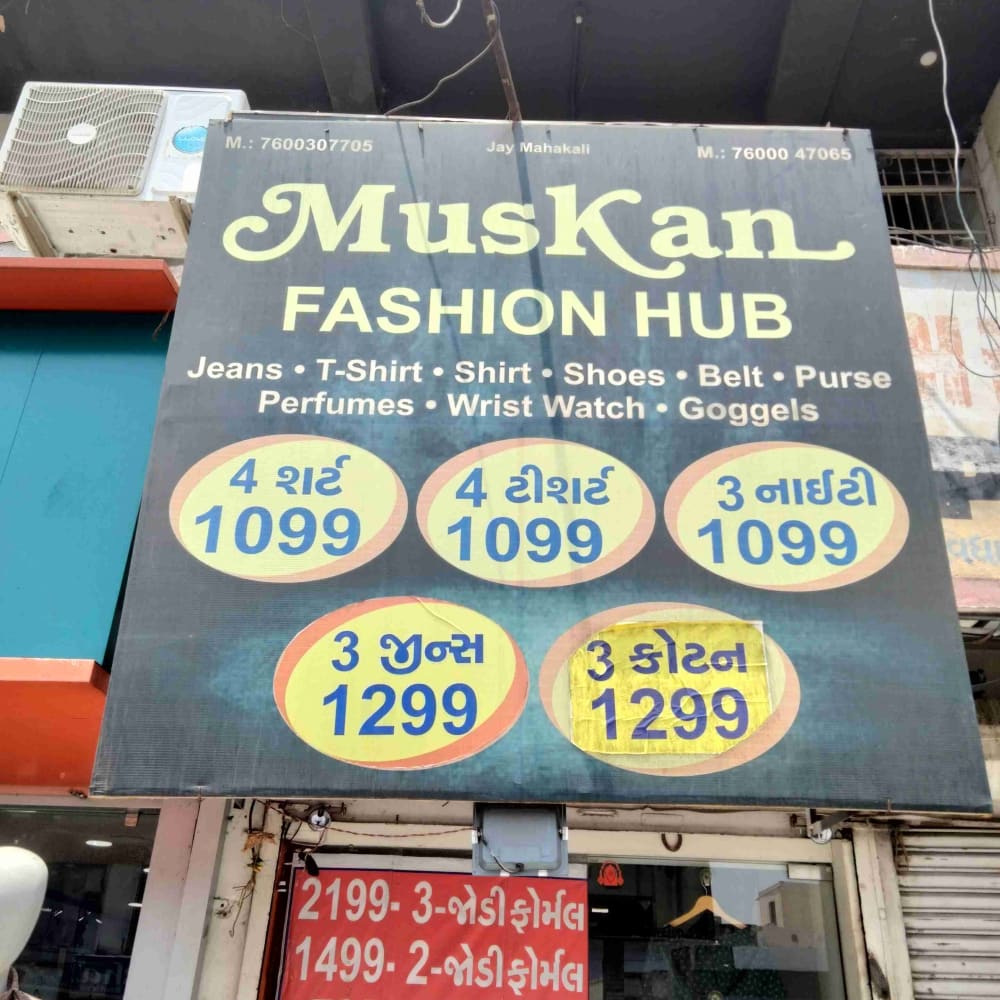 M.: 7600307705
Jay Mahakali
M.: 76000 47065
Muskan
FASHION HUB
Jeans • T-Shirt • Shirt • Shoes • Belt • Purse
Perfumes • Wrist Watch • Goggels
4 શર્ટ
1099
4 ટીશર્ટ
1099
3 નાઈટી
1099
3 જીન્સ
1299
3 કોટન
1299
2199- 3-જોડી ફોર્મલ
1499- 2-જોડી ફોર્મલ